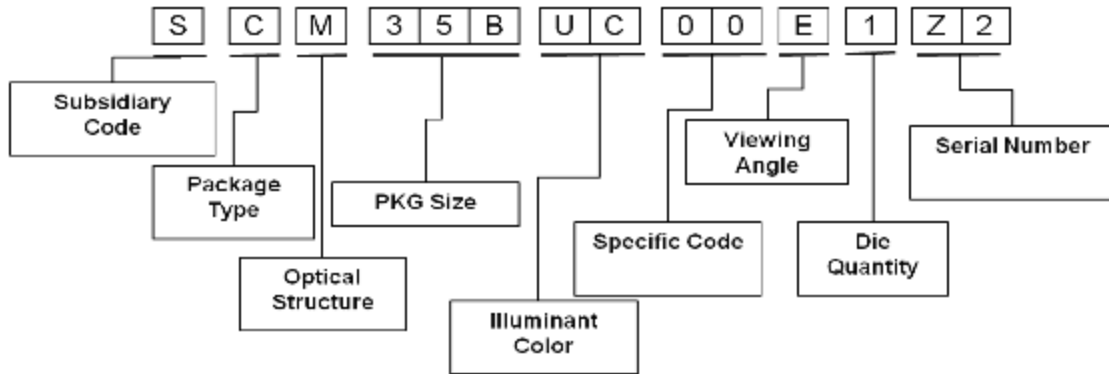 S C M 3 5 B U C 0 0 E 1 Z 2
Subsidiary
Code
Package
Type
Optical
Structure
PKG Size
Illuminant
Color
Specific Code
Viewing
Angle
Die
Quantity
Serial Number